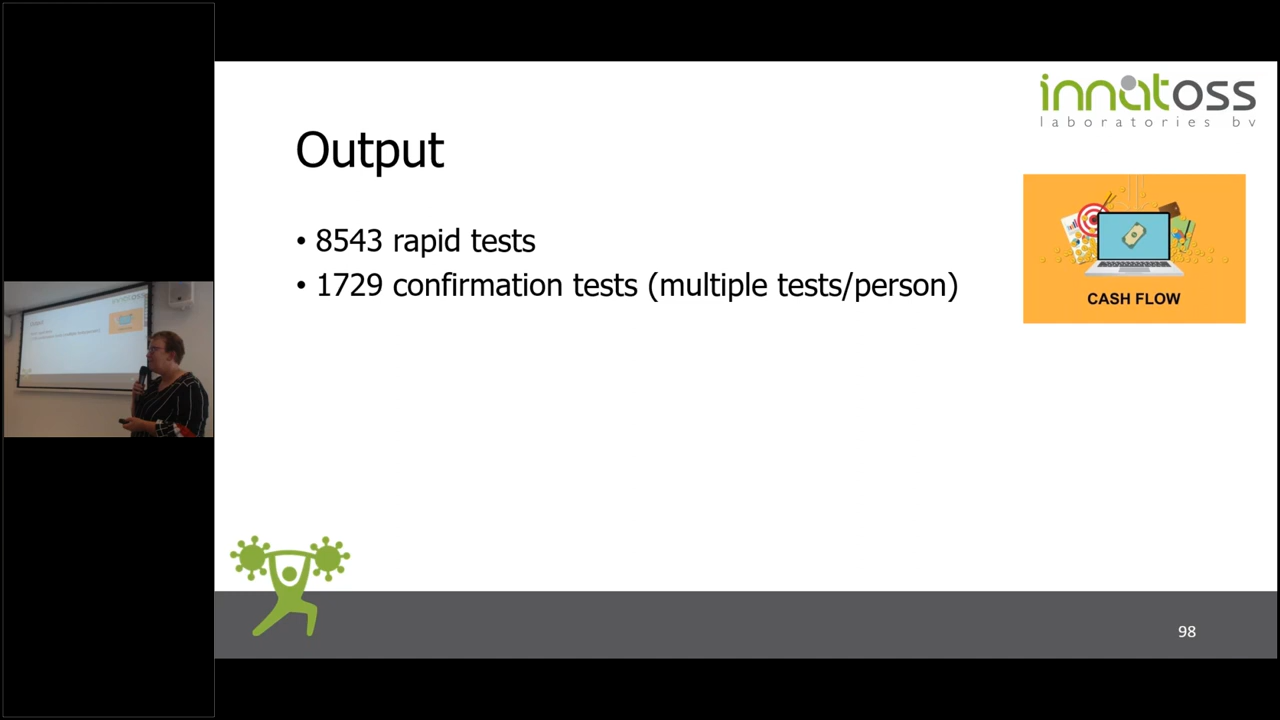 innatoss
laboratories bv
Output
• 8543 rapid tests
• 1729 confirmation tests (multiple tests/person)
CASH FLOW
98